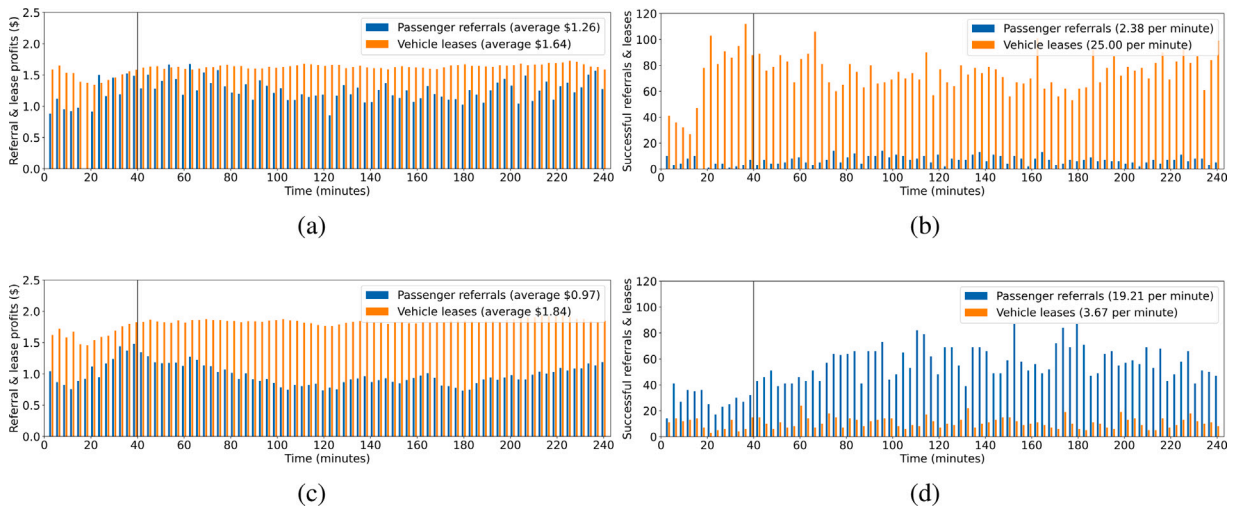 Referral & lease profits ($)
2.5
2.0
1.5
1.0
0.5
0.0
Passenger referrals (average $1.26)
Vehicle leases (average $1.64)
0 20 40 60 80 100 120 140 160 180 200 220 240
Time (minutes)
(a)
Successful referrals & leases
120
100
80
60
40
20
0
Passenger referrals (2.38 per minute)
Vehicle leases (25.00 per minute)
0 20 40 60 80 100 120 140 160 180 200 220 240
Time (minutes)
(b)
Referral & lease profits ($)
2.5
2.0
1.5
1.0
0.5
0.0
Passenger referrals (average $0.97)
Vehicle leases (average $1.84)
0 20 40 60 80 100 120 140 160 180 200 220 240
Time (minutes)
(c)
Successful referrals & leases
120
100
80
60
40
20
0
Passenger referrals (19.21 per minute)
Vehicle leases (3.67 per minute)
0 20 40 60 80 100 120 140 160 180 200 220 240
Time (minutes)
(d)